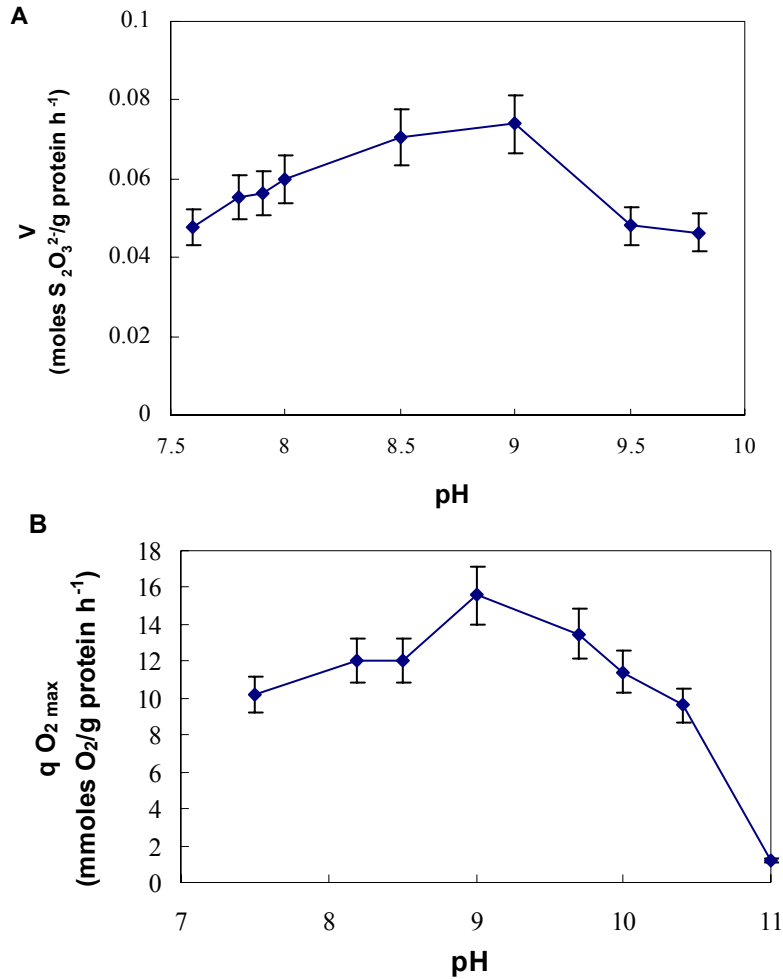 A
0.1
0.08
0.06
0.04
0.02
0
V
(moles S₂O₃²⁻/g protein h⁻¹)
7.5 8 8.5 9 9.5 10
pH
B
18
16
14
12
10
8
6
4
2
0
q O₂ max
(mmoles O₂/g protein h⁻¹)
7 8 9 10 11
pH